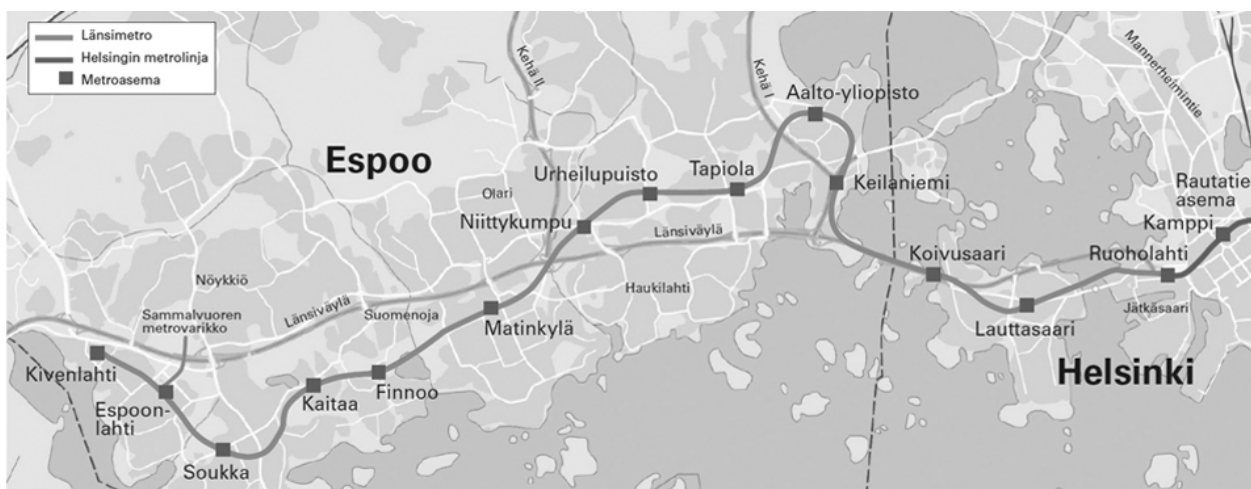 Länsimetro
Helsingin metrolinja
Metroasema
Kehä II
Kehä I
Mannerheimintie
Aalto-yliopisto
Espoo
Urheilupuisto
Tapiola
Keilaniemi
Olari
Niittykumpu
Länsiväylä
Rautatie
asema
Kamppi
Koivusaari
Ruoholahti
Nöykkiö
Haukilahti
Sammalvuoren
metrovarikko
Länsiväylä
Suomenoja
Matinkylä
Lauttasaari
Jätkäsaari
Helsinki
Kivenlahti
Espoon-
lahti
Kaitaa
Finnoo
Soukka